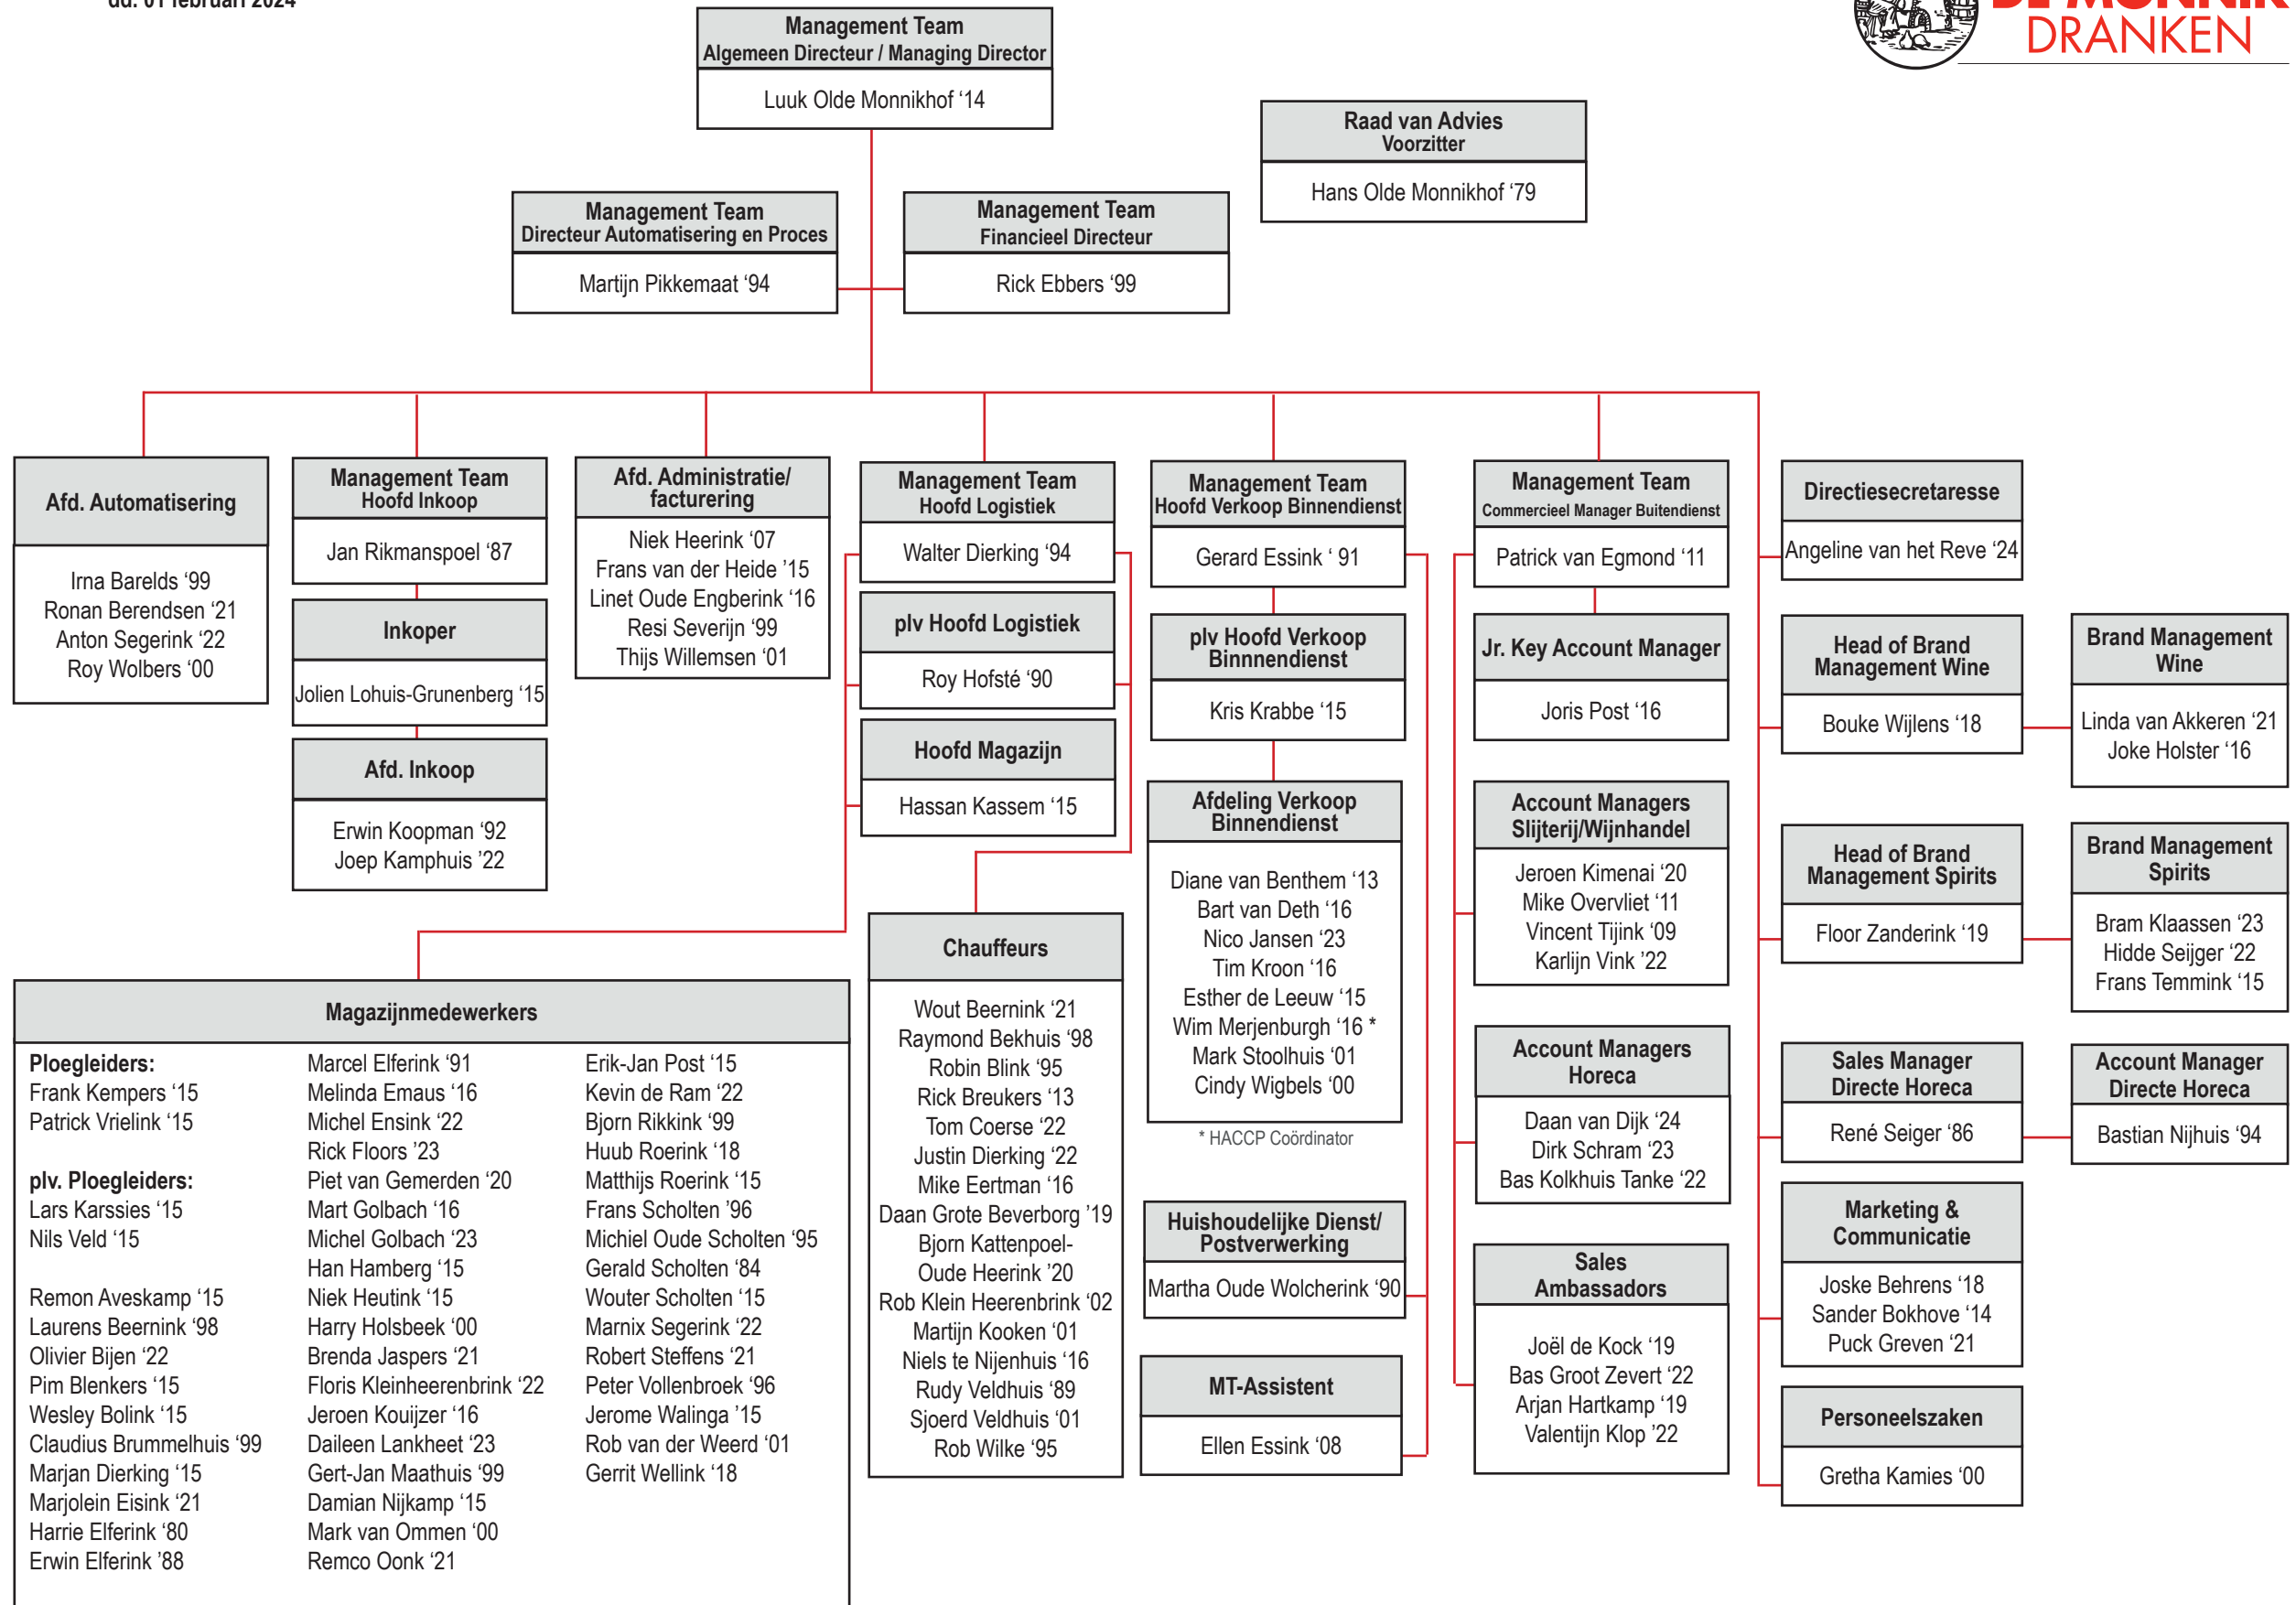 dd. 01 februari 2024
DE MONNIK
DRANKEN
Management Team
Algemeen Directeur / Managing Director
Luuk Olde Monnikhof ‘14
Raad van Advies
Voorzitter
Hans Olde Monnikhof ‘79
Management Team
Directeur Automatisering en Proces
Martijn Pikkemaat ‘94
Management Team
Financieel Directeur
Rick Ebbers ‘99
Afd. Automatisering
Irna Barelds ‘99
Ronan Berendsen ‘21
Anton Segerink ‘22
Roy Wolbers ‘00
Management Team
Hoofd Inkoop
Jan Rikmanspoel ‘87
Inkoper
Jolien Lohuis-Grunenberg ‘15
Afd. Inkoop
Erwin Koopman ‘92
Joep Kamphuis ’22
Afd. Administratie/
facturering
Niek Heerink ‘07
Frans van der Heide ’15
Linet Oude Engberink ‘16
Resi Severijn ‘99
Thijs Willemsen ‘01
Management Team
Hoofd Logistiek
Walter Dierking ‘94
plv Hoofd Logistiek
Roy Hofsté ‘90
Hoofd Magazijn
Hassan Kassem ‘15
Chauffeurs
Wout Beernink ‘21
Raymond Bekhuis ‘98
Robin Blink ‘95
Rick Breukers ‘13
Tom Coerse ‘22
Justin Dierking ‘22
Mike Eertman ‘16
Daan Grote Beverborg ’19
Bjorn Kattenpoel-
Oude Heerink ’20
Rob Klein Heerenbrink ‘02
Martijn Kooken ‘01
Niels te Nijenhuis ‘16
Rudy Veldhuis ‘89
Sjoerd Veldhuis ‘01
Rob Wilke ‘95
Management Team
Hoofd Verkoop Binnendienst
Gerard Essink ‘ 91
plv Hoofd Verkoop
Binnnendienst
Kris Krabbe ‘15
Afdeling Verkoop
Binnendienst
Diane van Benthem ‘13
Bart van Deth ‘16
Nico Jansen ‘23
Tim Kroon ‘16
Esther de Leeuw ‘15
Wim Merjenburgh ‘16 *
Mark Stoolhuis ‘01
Cindy Wigbels ‘00
* HACCP Coördinator
Huishoudelijke Dienst/
Postverwerking
Martha Oude Wolcherink ‘90
MT-Assistent
Ellen Essink ‘08
Management Team
Commercieel Manager Buitendienst
Patrick van Egmond ‘11
Jr. Key Account Manager
Joris Post ‘16
Account Managers
Slijterij/Wijnhandel
Jeroen Kimenai ‘20
Mike Overvliet ‘11
Vincent Tijink ‘09
Karlijn Vink ’22
Account Managers
Horeca
Daan van Dijk ‘24
Dirk Schram ‘23
Bas Kolkhuis Tanke ‘22
Sales
Ambassadors
Joël de Kock ‘19
Bas Groot Zevert ‘22
Arjan Hartkamp ‘19
Valentijn Klop ‘22
Directiesecretaresse
Angeline van het Reve ‘24
Head of Brand
Management Wine
Bouke Wijlens ‘18
Brand Management
Wine
Linda van Akkeren ‘21
Joke Holster ‘16
Head of Brand
Management Spirits
Floor Zanderink ‘19
Brand Management
Spirits
Bram Klaassen ‘23
Hidde Seijger ‘22
Frans Temmink ‘15
Sales Manager
Directe Horeca
René Seiger ‘86
Account Manager
Directe Horeca
Bastian Nijhuis ‘94
Marketing &
Communicatie
Joske Behrens ‘18
Sander Bokhove ‘14
Puck Greven ‘21
Personeelszaken
Gretha Kamies ‘00
Magazijnmedewerkers
Ploegleiders:
Frank Kempers ‘15
Patrick Vrielink ‘15
plv. Ploegleiders:
Lars Karssies ‘15
Nils Veld ‘15
Remon Aveskamp ‘15
Laurens Beernink ‘98
Olivier Bijen ‘22
Pim Blenkers ‘15
Wesley Bolink ‘15
Claudius Brummelhuis ‘99
Marjan Dierking ‘15
Marjolein Eisink ‘21
Harrie Elferink ‘80
Erwin Elferink ’88
Marcel Elferink ‘91
Melinda Emaus ‘16
Michel Ensink ‘22
Rick Floors ‘23
Piet van Gemerden ‘20
Mart Golbach ‘16
Michel Golbach ‘23
Han Hamberg ‘15
Niek Heutink ‘15
Harry Holsbeek ‘00
Brenda Jaspers ‘21
Floris Kleinheerenbrink ‘22
Jeroen Kouijzer ‘16
Daileen Lankheet ‘23
Gert-Jan Maathuis ‘99
Damian Nijkamp ‘15
Mark van Ommen ‘00
Remco Oonk ‘21
Erik-Jan Post ‘15
Kevin de Ram ‘22
Bjorn Rikkink ‘99
Huub Roerink ‘18
Matthijs Roerink ‘15
Frans Scholten ’96
Michiel Oude Scholten ‘95
Gerald Scholten ‘84
Wouter Scholten ‘15
Marnix Segerink ‘22
Robert Steffens ‘21
Peter Vollenbroek ‘96
Jerome Walinga ’15
Rob van der Weerd ‘01
Gerrit Wellink ‘18